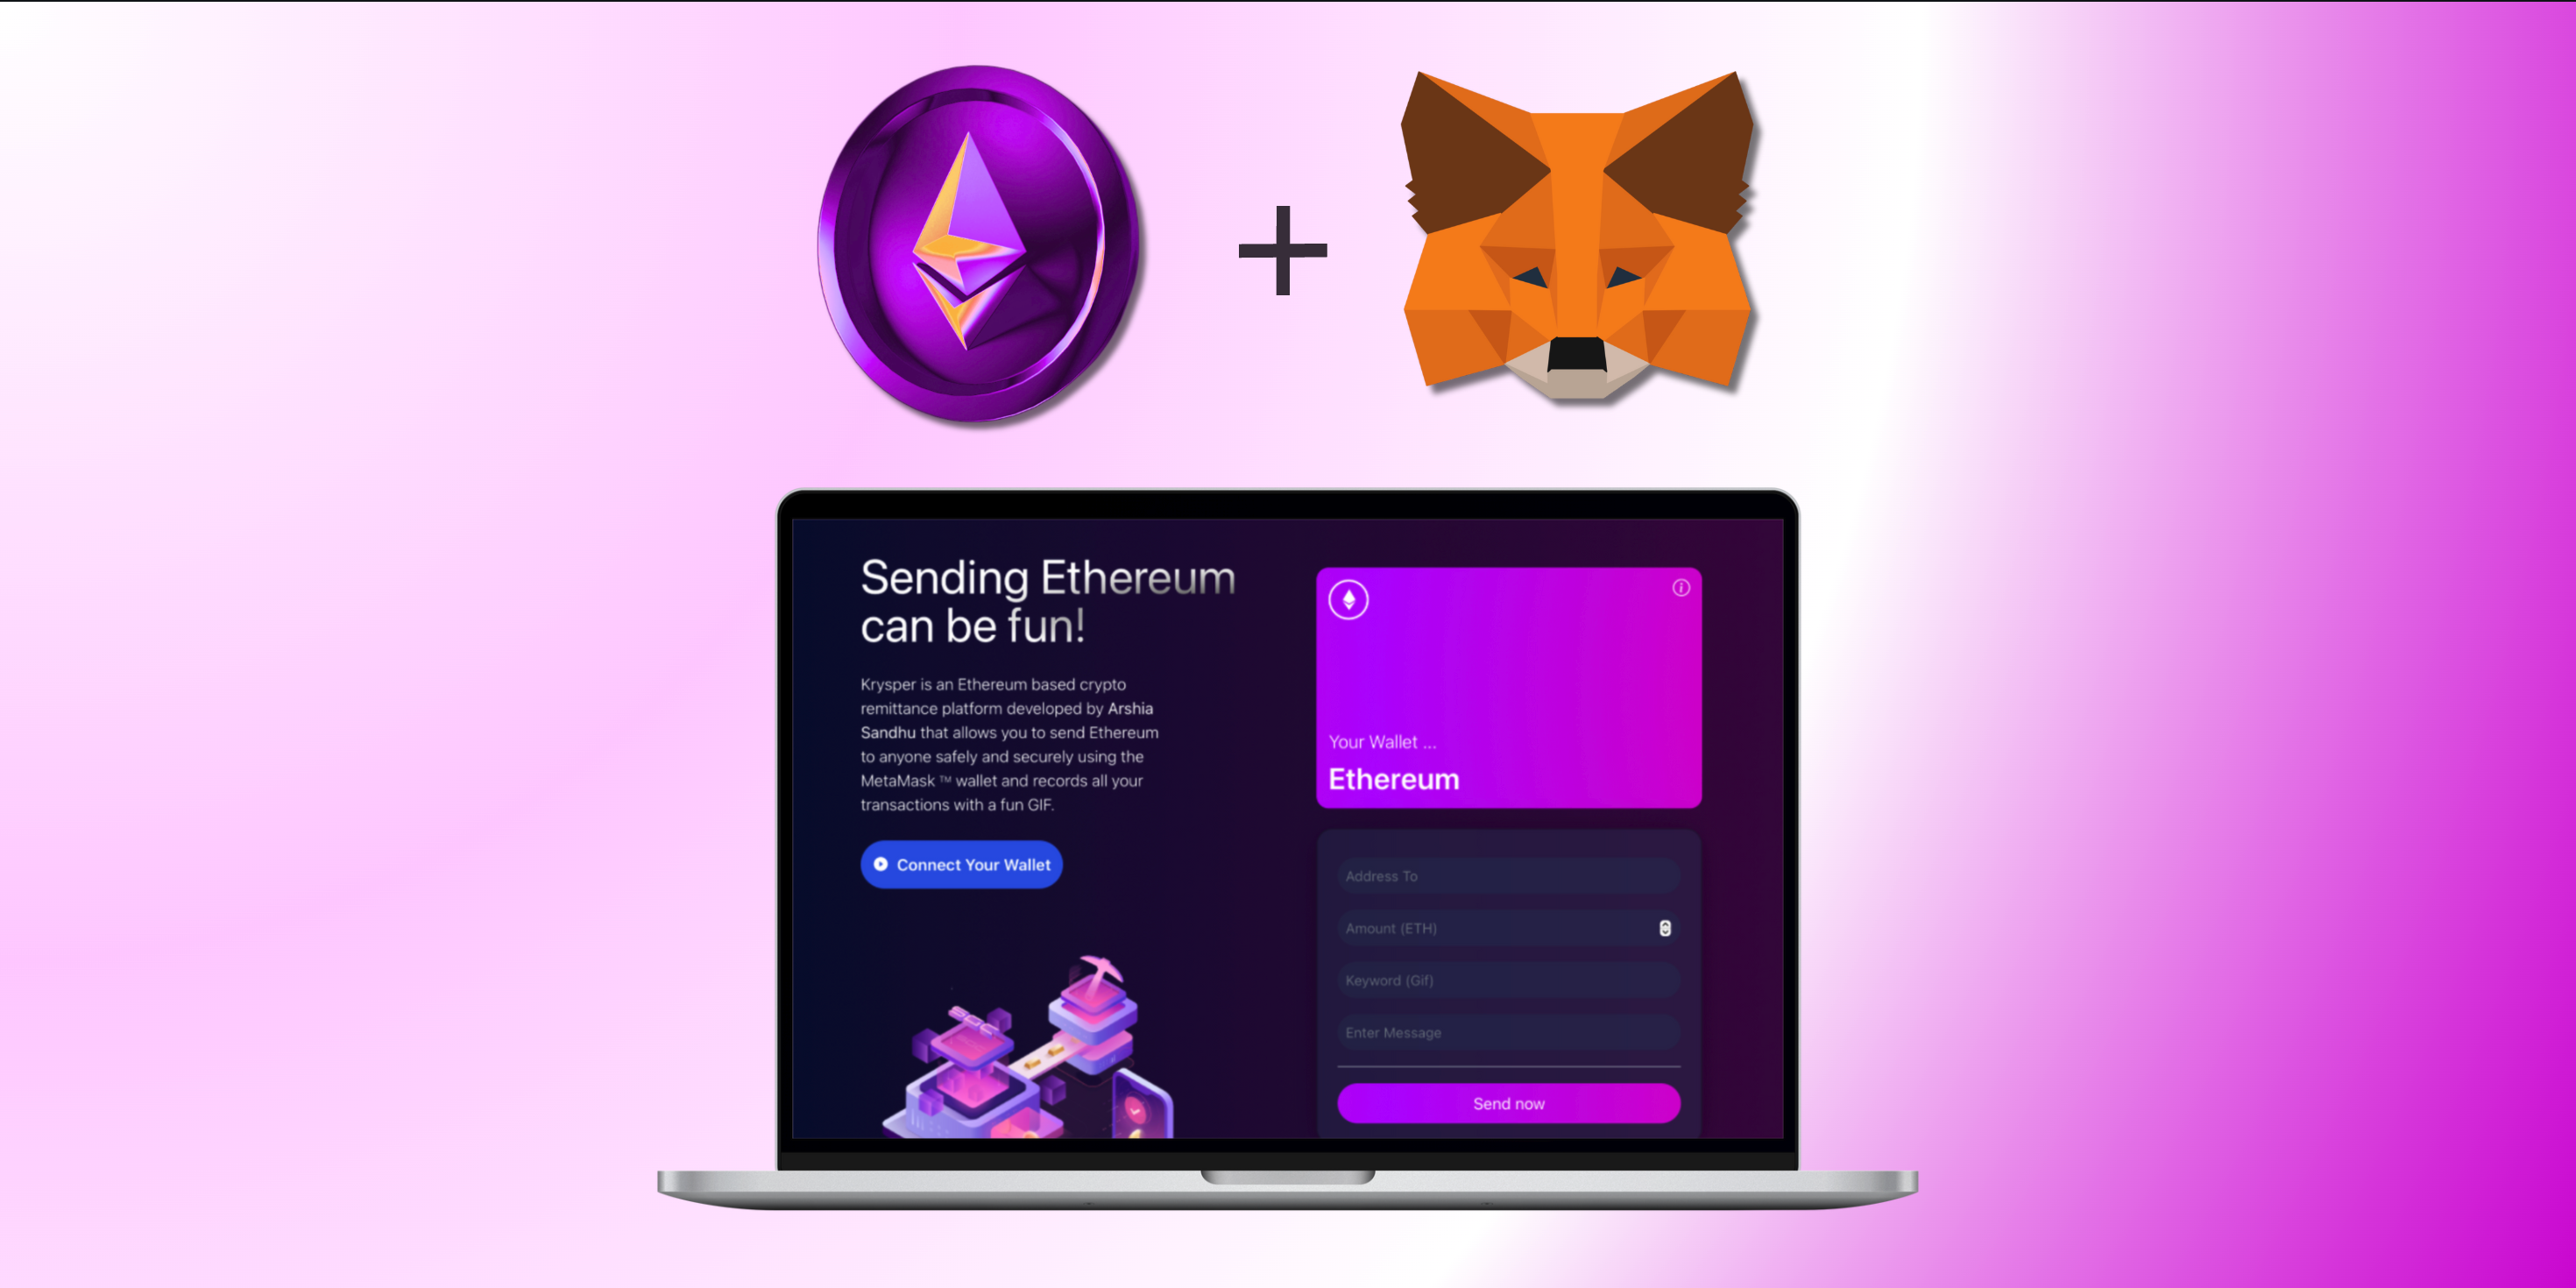 Sending Ethereum
can be fun!
Krysper is an Ethereum based crypto
remittance platform developed by Arshia
Sandhu that allows you to send Ethereum
to anyone safely and securely using the
MetaMask ™ wallet and records all your
transactions with a fun GIF.
Connect Your Wallet
Your Wallet ...
Ethereum
Address To
Amount (ETH)
Keyword (Gif)
Enter Message
Send now